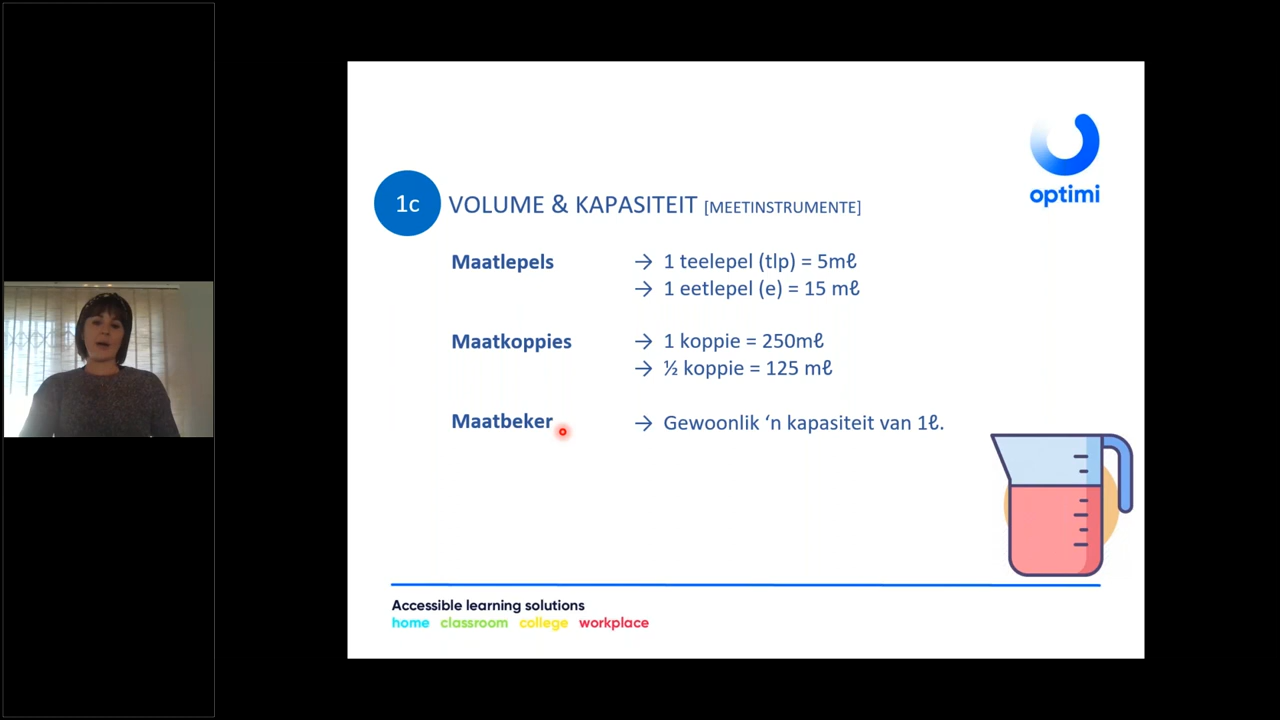 optimi
1c
VOLUME & KAPASITEIT [MEETINSTRUMENTE]
Maatlepels → 1 teelepel (tlp) = 5mℓ
→ 1 eetlepel (e) = 15 mℓ
Maatkoppies → 1 koppie = 250mℓ
→ ½ koppie = 125 mℓ
Maatbeker → Gewoonlik ‘n kapasiteit van 1ℓ.
Accessible learning solutions
home classroom college workplace